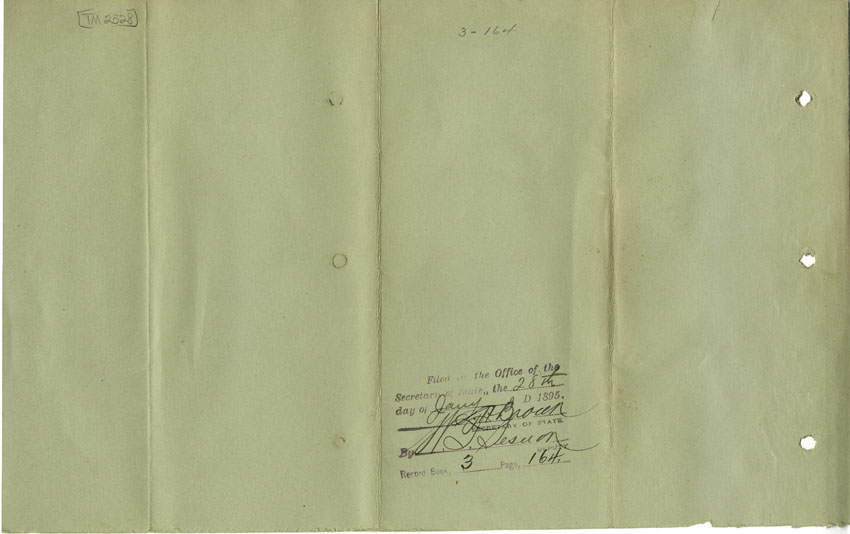 [TM 2528]
3-164
Filed in the Office of the
Secretary of State, the 28th
day of Jany A D 1895.
Brown
SECRETARY OF STATE
By
Record Book, 3 Page, 164.